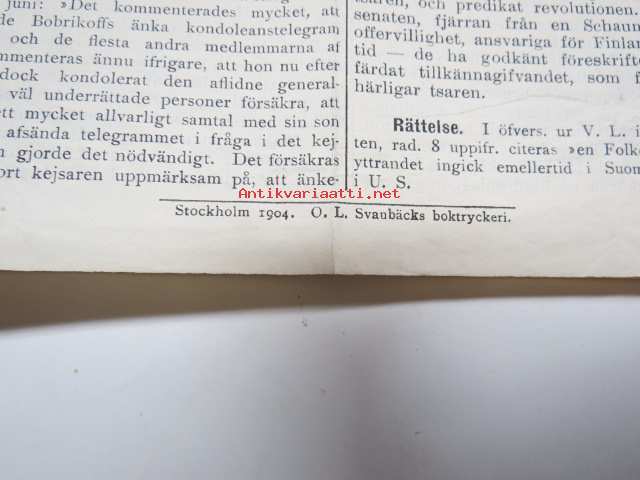 juni: »Det kommenterades mycket, att
de Bobrikoffs änka kondoleanstelegram
och de flesta andra medlemmarna af
mmenteras ännu ifrigare, att hon nu efter
dock kondolerat den aflidne general-
väl underrättade personer försäkra, att
ett mycket allvarligt samtal med sin son
afsända telegrammet i fråga i det kej-
n gjorde det nödvändigt. Det försäkras
ort kejsaren uppmärksam på, att änke-
och predikat revolutionen.
senaten, fjärran från en Schaum
offervillighet, ansvariga för Finlan
tid — de ha godkänt föreskrifte
färdat tillkännagifvandet, som f
härligar tsaren.
Rättelse. I öfvers. ur V. L. i
ten, rad. 8 uppifr. citeras »en Folk
yttrandet ingick emellertid i Suom
i U. S.
Antikvariaatti.net
Stockholm 1904. O. L. Svanbäcks boktryckeri.